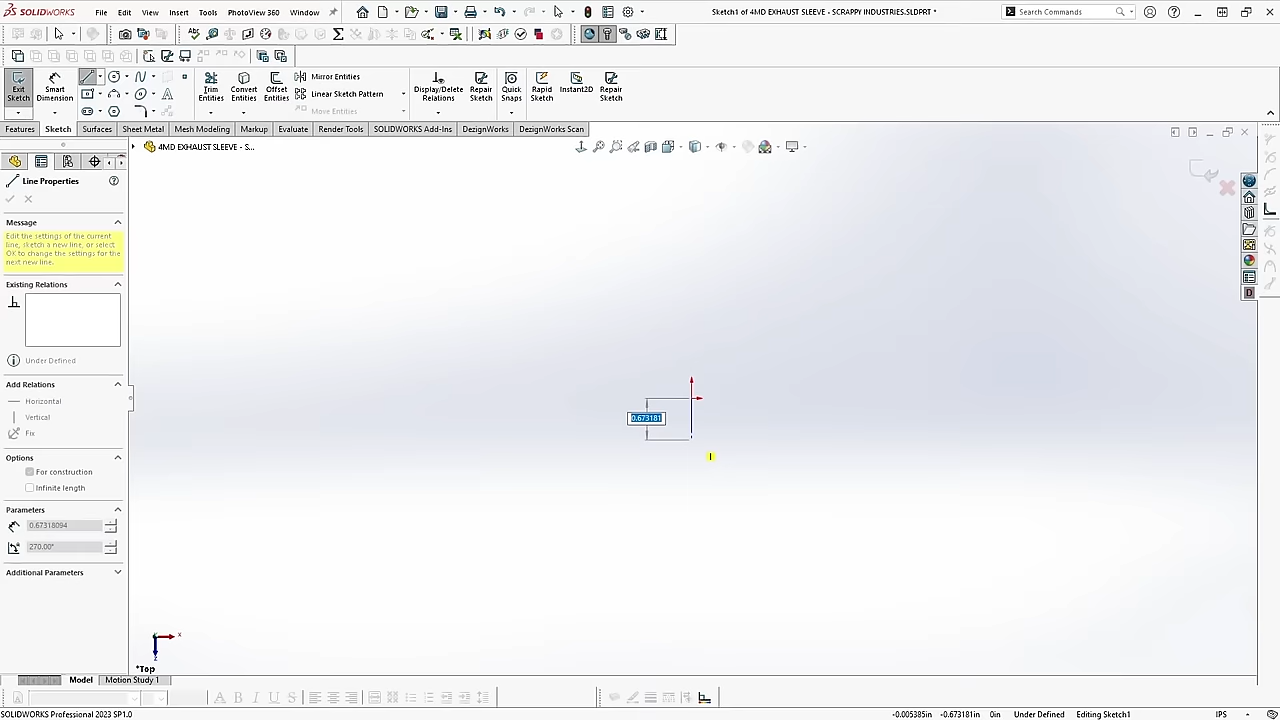 SOLIDWORKS File Edit View Insert Tools PhotoView 360 Window Sketch1 of 4MD EXHAUST SLEEVE - SCRAPPY INDUSTRIES.SLDPRT * Search Commands
Exit Sketch
Smart Dimension
Trim Entities
Convert Entities
Offset Entities
Mirror Entities
Linear Sketch Pattern
Move Entities
Display/Delete Relations
Repair Sketch
Quick Snaps
Rapid Sketch
Instant2D
Repair Sketch
Features Sketch Surfaces Sheet Metal Mesh Modeling Markup Evaluate Render Tools SOLIDWORKS Add-Ins DesignWorks DesignWorks Scan
4MD EXHAUST SLEEVE - S...
Line Properties
Message
Edit the settings of the current
line, sketch a new line, or select
OK to change the settings for the
next new line.
Existing Relations
Under Defined
Add Relations
Horizontal
Vertical
Fix
Options
For construction
Infinite length
Parameters
0.67318094
270.00°
Additional Parameters
0.673181
x
z
*Top
Model Motion Study 1
A B I U S
SOLIDWORKS Professional 2023 SP1.0 -0.005385in -0.673181in 0in Under Defined Editing Sketch1 IPS